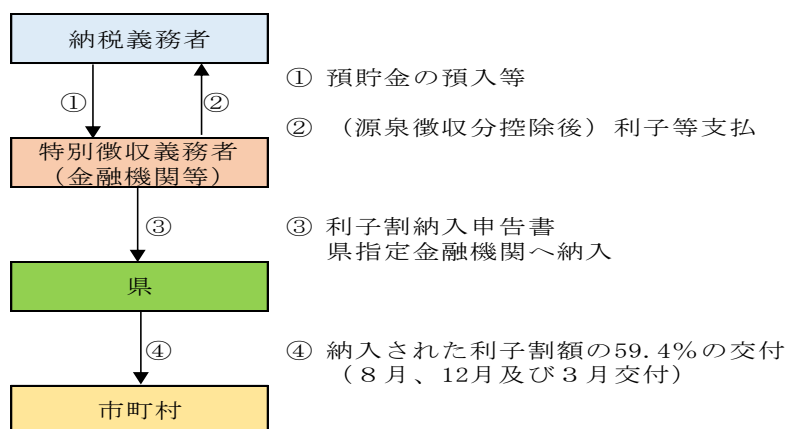 納税義務者
① 預貯金の預入等
①
②
② （源泉徴収分控除後）利子等支払
特別徴収義務者
（金融機関等）
③
③ 利子割納入申告書
県指定金融機関へ納入
県
④
④ 納入された利子割額の59.4％の交付
（８月、12月及び３月交付）
市町村